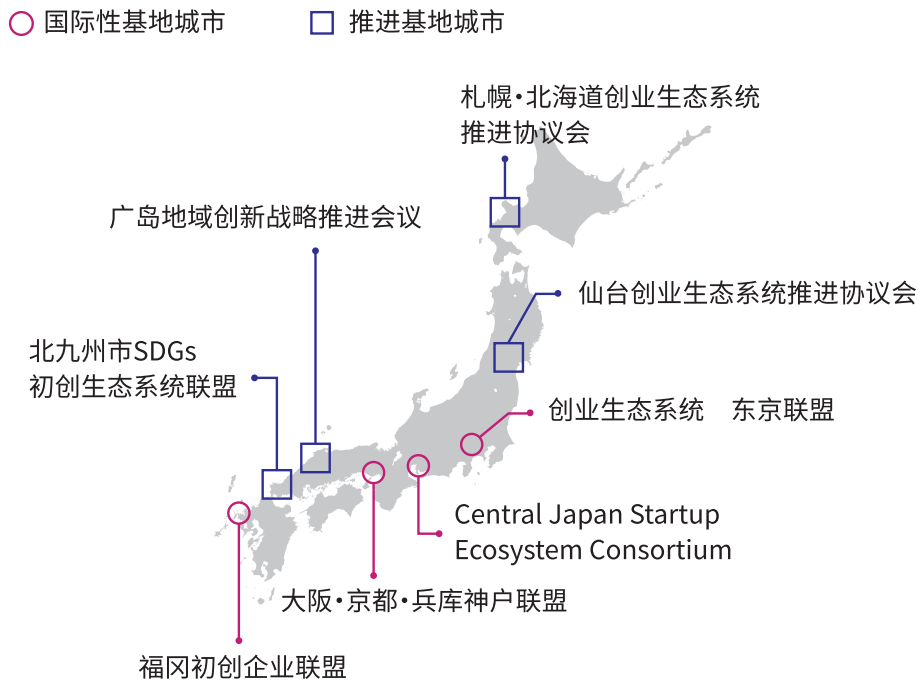 国际性基地城市
推进基地城市
札幌・北海道创业生态系统
推进协议会
广岛地域创新战略推进会议
仙台创业生态系统推进协议会
北九州市SDGs
初创生态系统联盟
创业生态系统　东京联盟
Central Japan Startup
Ecosystem Consortium
大阪・京都・兵库神户联盟
福冈初创企业联盟